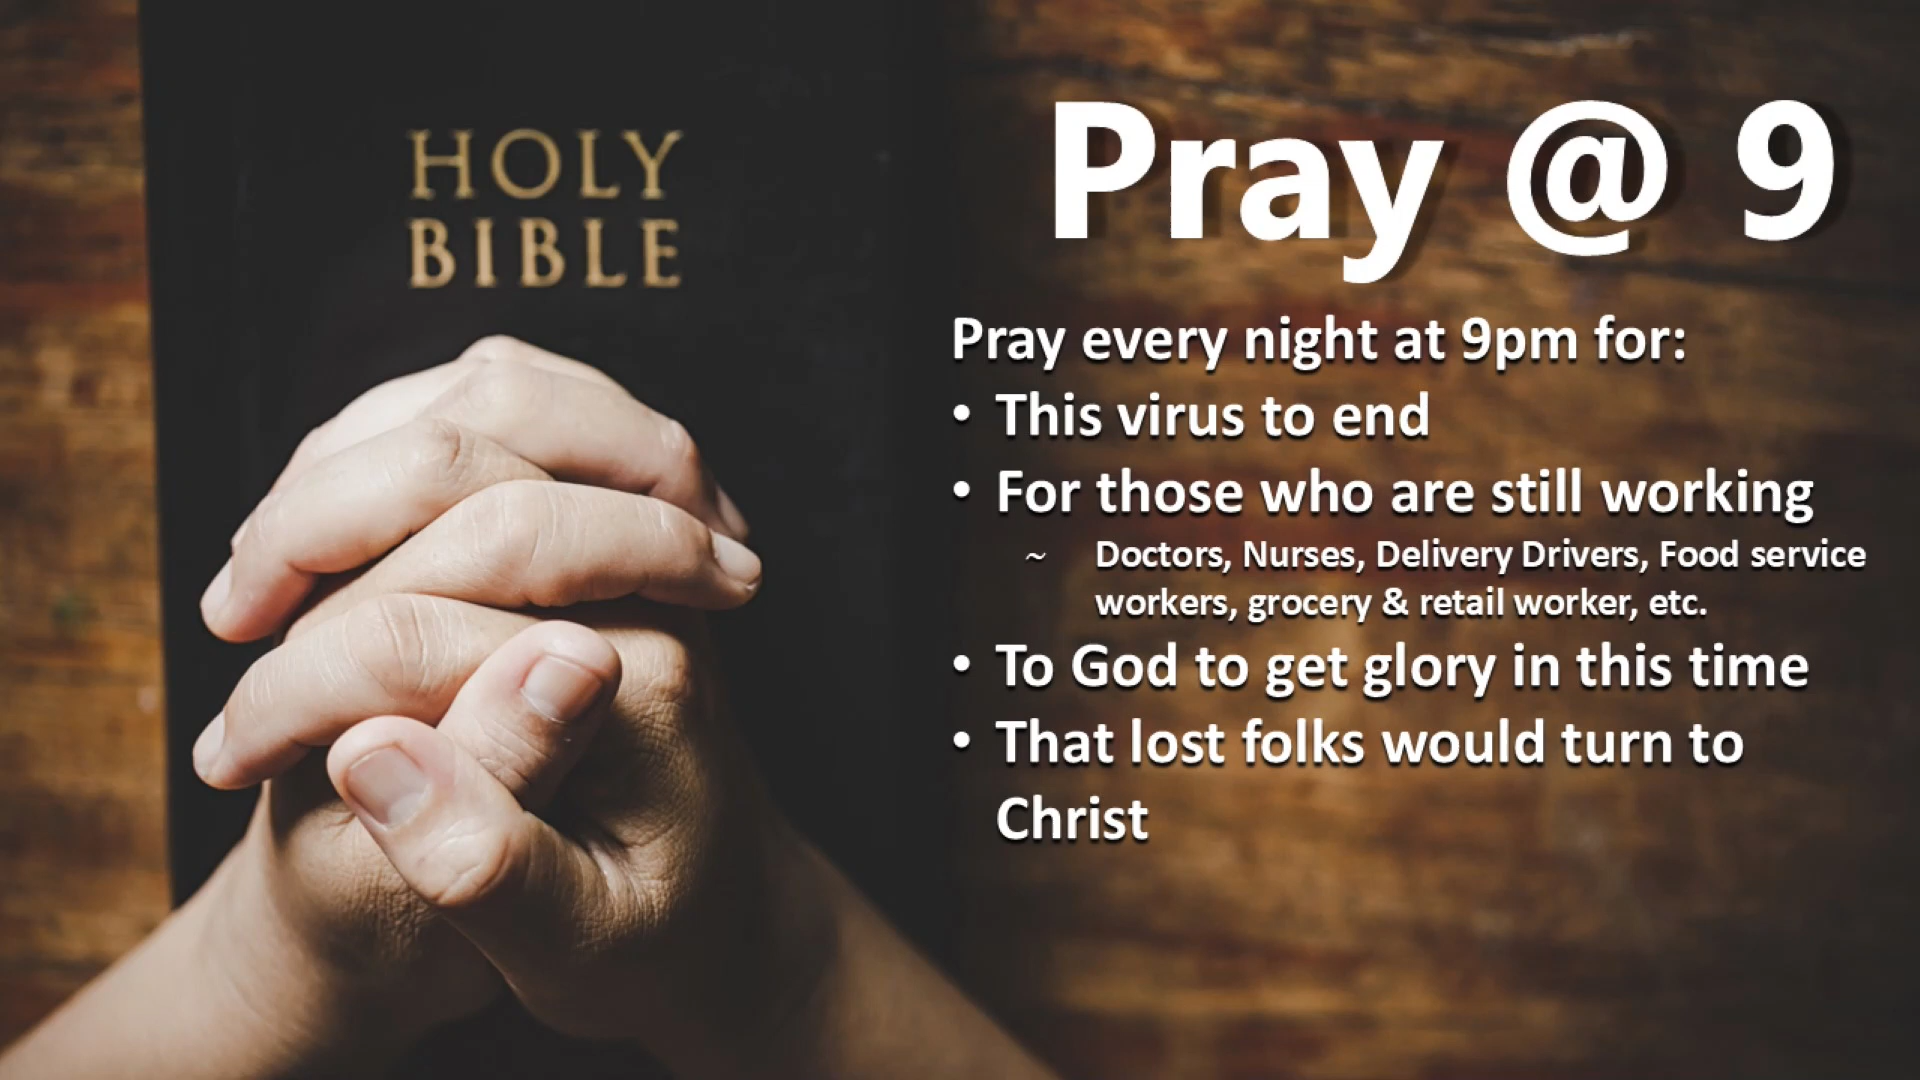 HOLY
BIBLE
Pray @ 9
Pray every night at 9pm for:
• This virus to end
• For those who are still working
~ Doctors, Nurses, Delivery Drivers, Food service
workers, grocery & retail worker, etc.
• To God to get glory in this time
• That lost folks would turn to
Christ